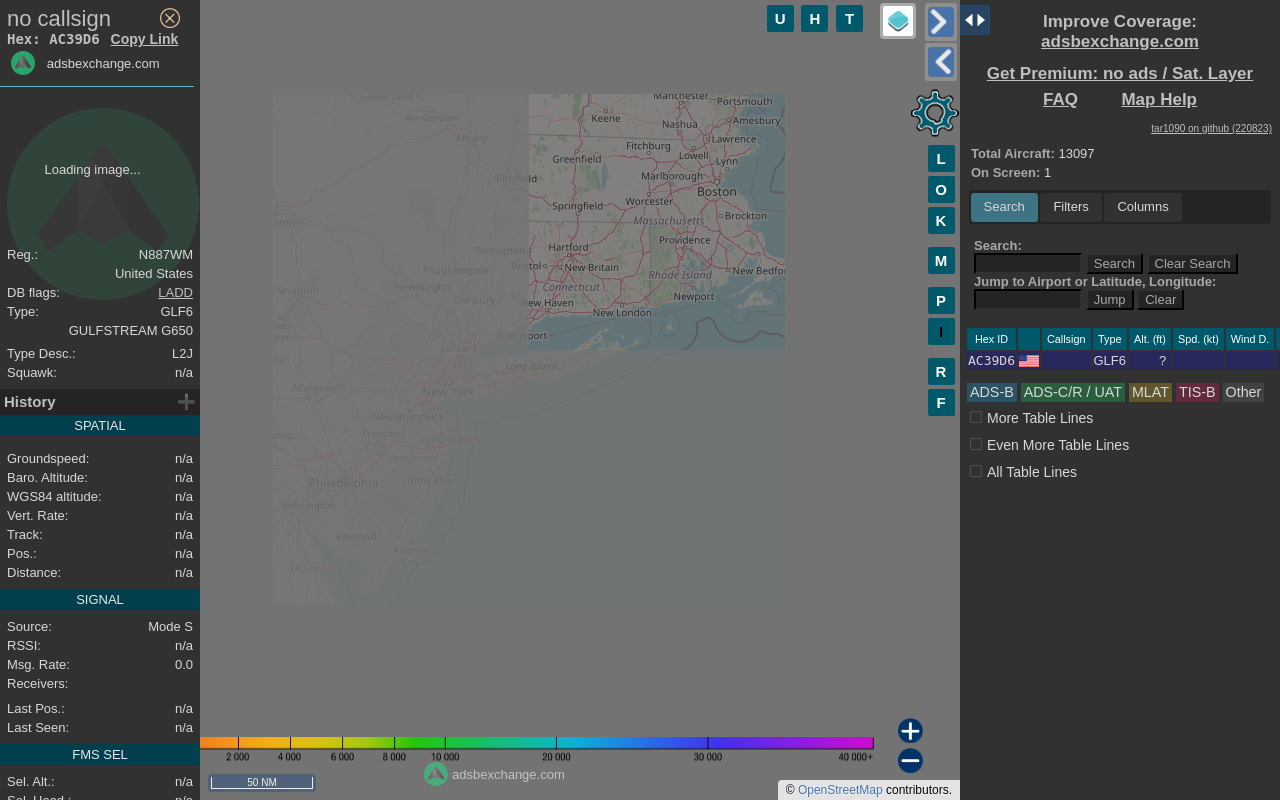 no callsign
Hex: AC39D6 Copy Link
adsbexchange.com
Loading image...
Reg.: N887WM
United States
DB flags: LADD
Type: GLF6
GULFSTREAM G650
Type Desc.: L2J
Squawk: n/a
History
SPATIAL
Groundspeed: n/a
Baro. Altitude: n/a
WGS84 altitude: n/a
Vert. Rate: n/a
Track: n/a
Pos.: n/a
Distance: n/a
SIGNAL
Source: Mode S
RSSI: n/a
Msg. Rate: 0.0
Receivers:
Last Pos.: n/a
Last Seen: n/a
FMS SEL
Sel. Alt.: n/a
U H T
L
O
K
M
P
I
R
F
Gloversville
Amsterdam
Albany
Pittsfield
Torrington
Poughkeepsie
Newburgh
Danbury
Scranton
Bridgeport
Long Island
Allentown
New York
New Brunswick
Trenton
Long Branch
New Jersey
Toms River
Philadelphia
Wilmington
Vineland
Atlantic
City
Delaware
Manchester
Portsmouth
Keene
Nashua
Amesbury
Lawrence
Fitchburg
Lowell
Greenfield
Lynn
Marlborough
Boston
Springfield
Worcester
Massachusetts
Brockton
Hartford
Providence
Bristol
New Britain
Rhode Island
New Bedfo
Connecticut
Newport
New Haven
New London
2 000 4 000 6 000 8 000 10 000 20 000 30 000 40 000+
adsbexchange.com
50 NM
© OpenStreetMap contributors.
Improve Coverage:
adsbexchange.com
Get Premium: no ads / Sat. Layer
FAQ Map Help
tar1090 on github (220823)
Total Aircraft: 13097
On Screen: 1
Search Filters Columns
Search:
Search Clear Search
Jump to Airport or Latitude, Longitude:
Jump Clear
Hex ID Callsign Type Alt. (ft) Spd. (kt) Wind D.
AC39D6 GLF6 ?
ADS-B ADS-C/R / UAT MLAT TIS-B Other
More Table Lines
Even More Table Lines
All Table Lines